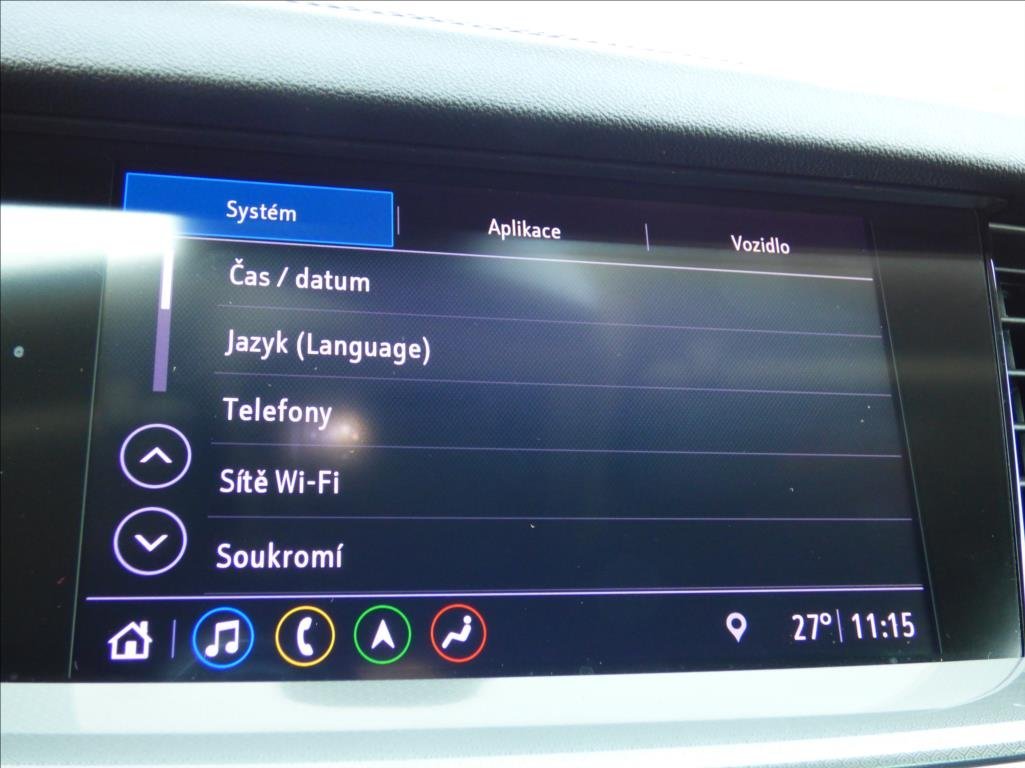 Systém
Aplikace
Vozidlo
Čas / datum
Jazyk (Language)
Telefony
Sítě Wi-Fi
Soukromí
27° 11:15